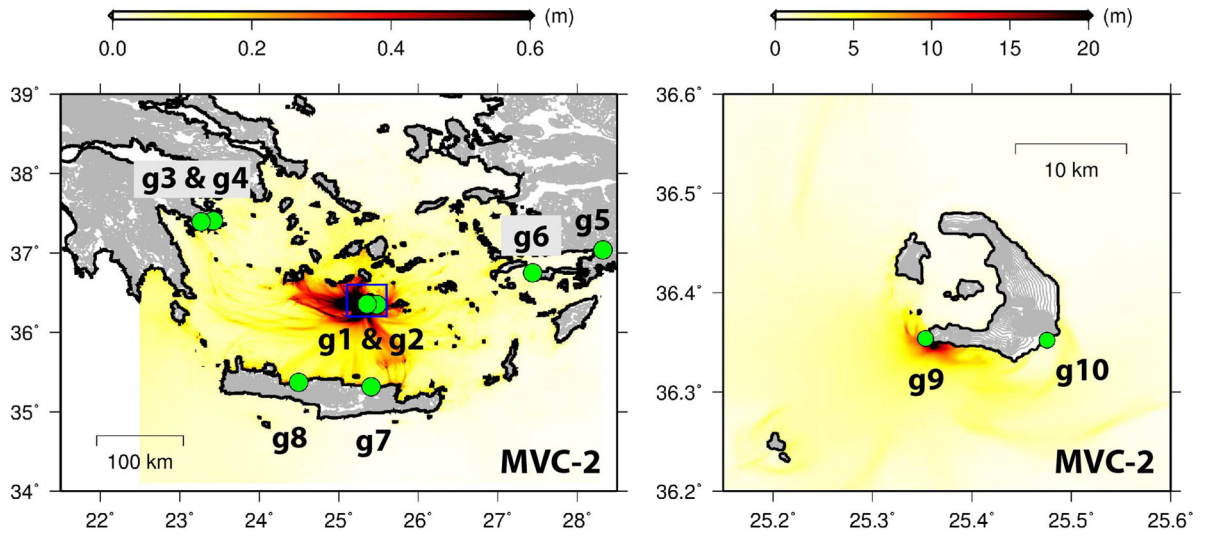 (m)
0.0 0.2 0.4 0.6
(m)
0 5 10 15 20
39°
38°
37°
36°
35°
34°
g3 & g4
g6
g5
g1 & g2
g8
g7
100 km
MVC-2
22° 23° 24° 25° 26° 27° 28°
36.6°
36.5°
36.4°
36.3°
36.2°
10 km
g9
g10
MVC-2
25.2° 25.3° 25.4° 25.5° 25.6°